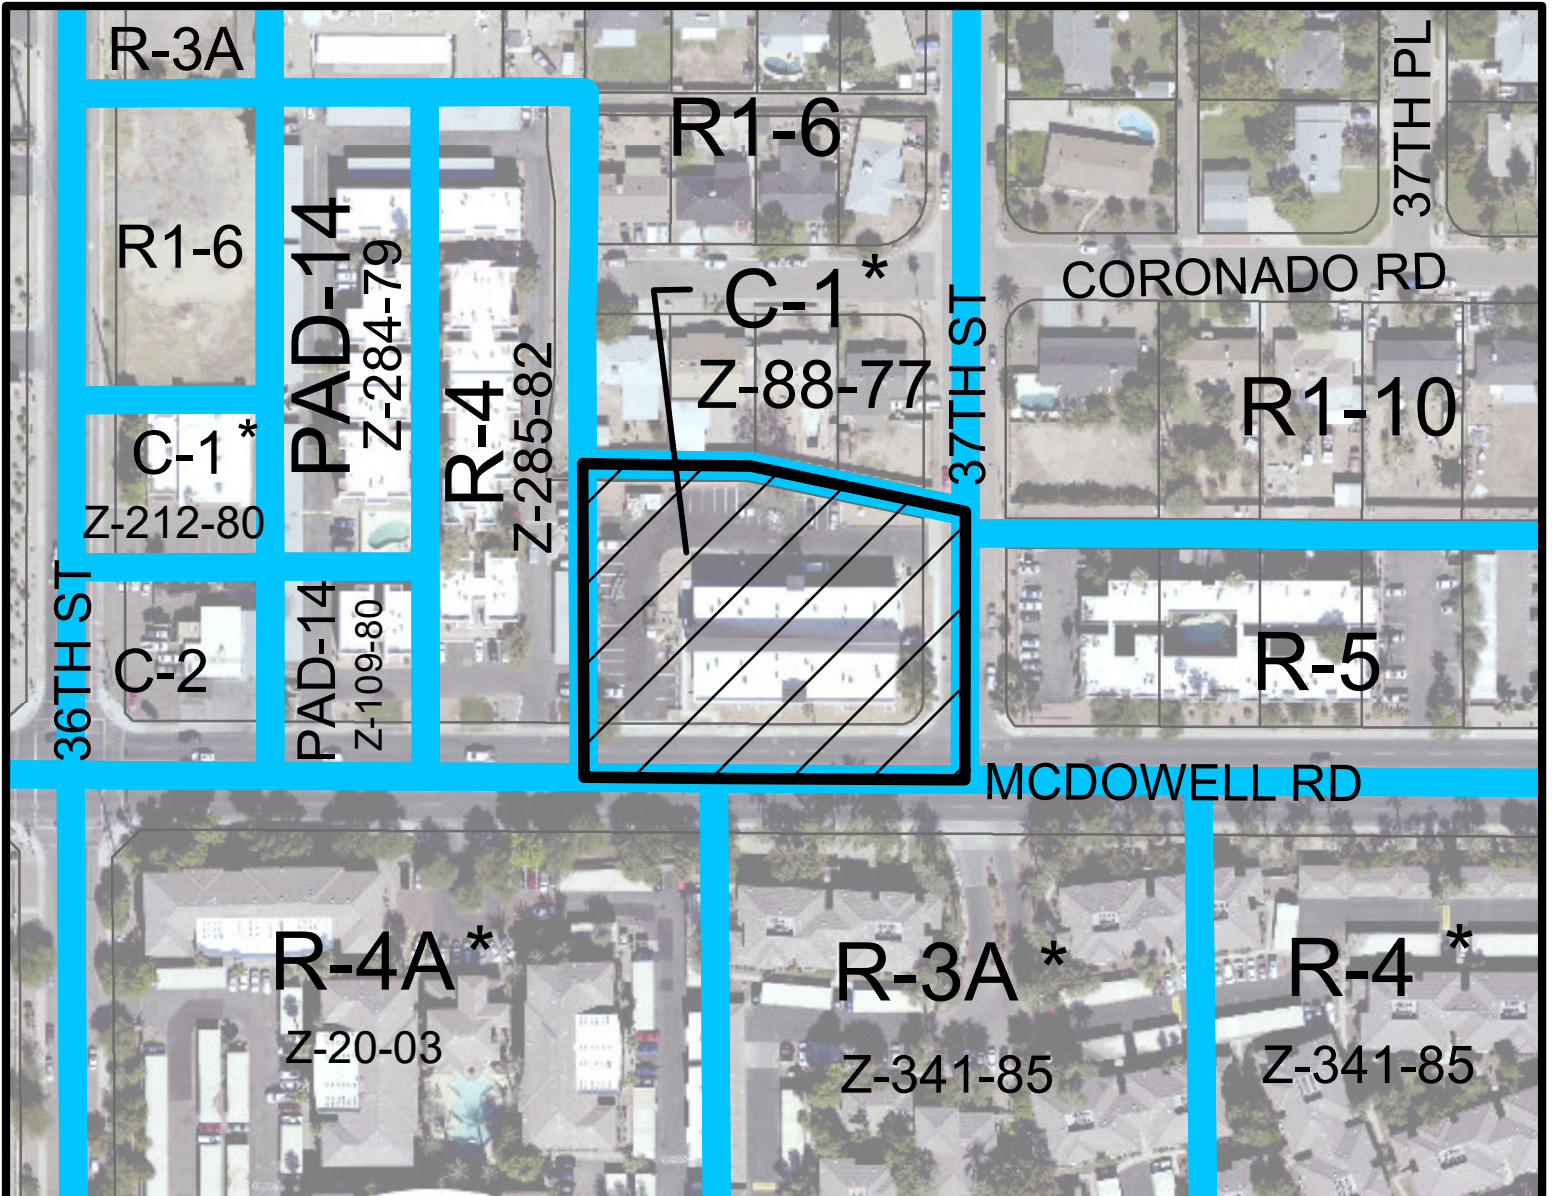 R-3A
37TH PL
R1-6
R1-6
PAD-14
Z-284-79
C-1 *
Z-88-77
CORONADO RD
37TH ST
R-4
Z-285-82
R1-10
C-1 *
Z-212-80
36TH ST
C-2
PAD-14
Z-109-80
R-5
MCDOWELL RD
R-4A *
Z-20-03
R-3A *
Z-341-85
R-4 *
Z-341-85